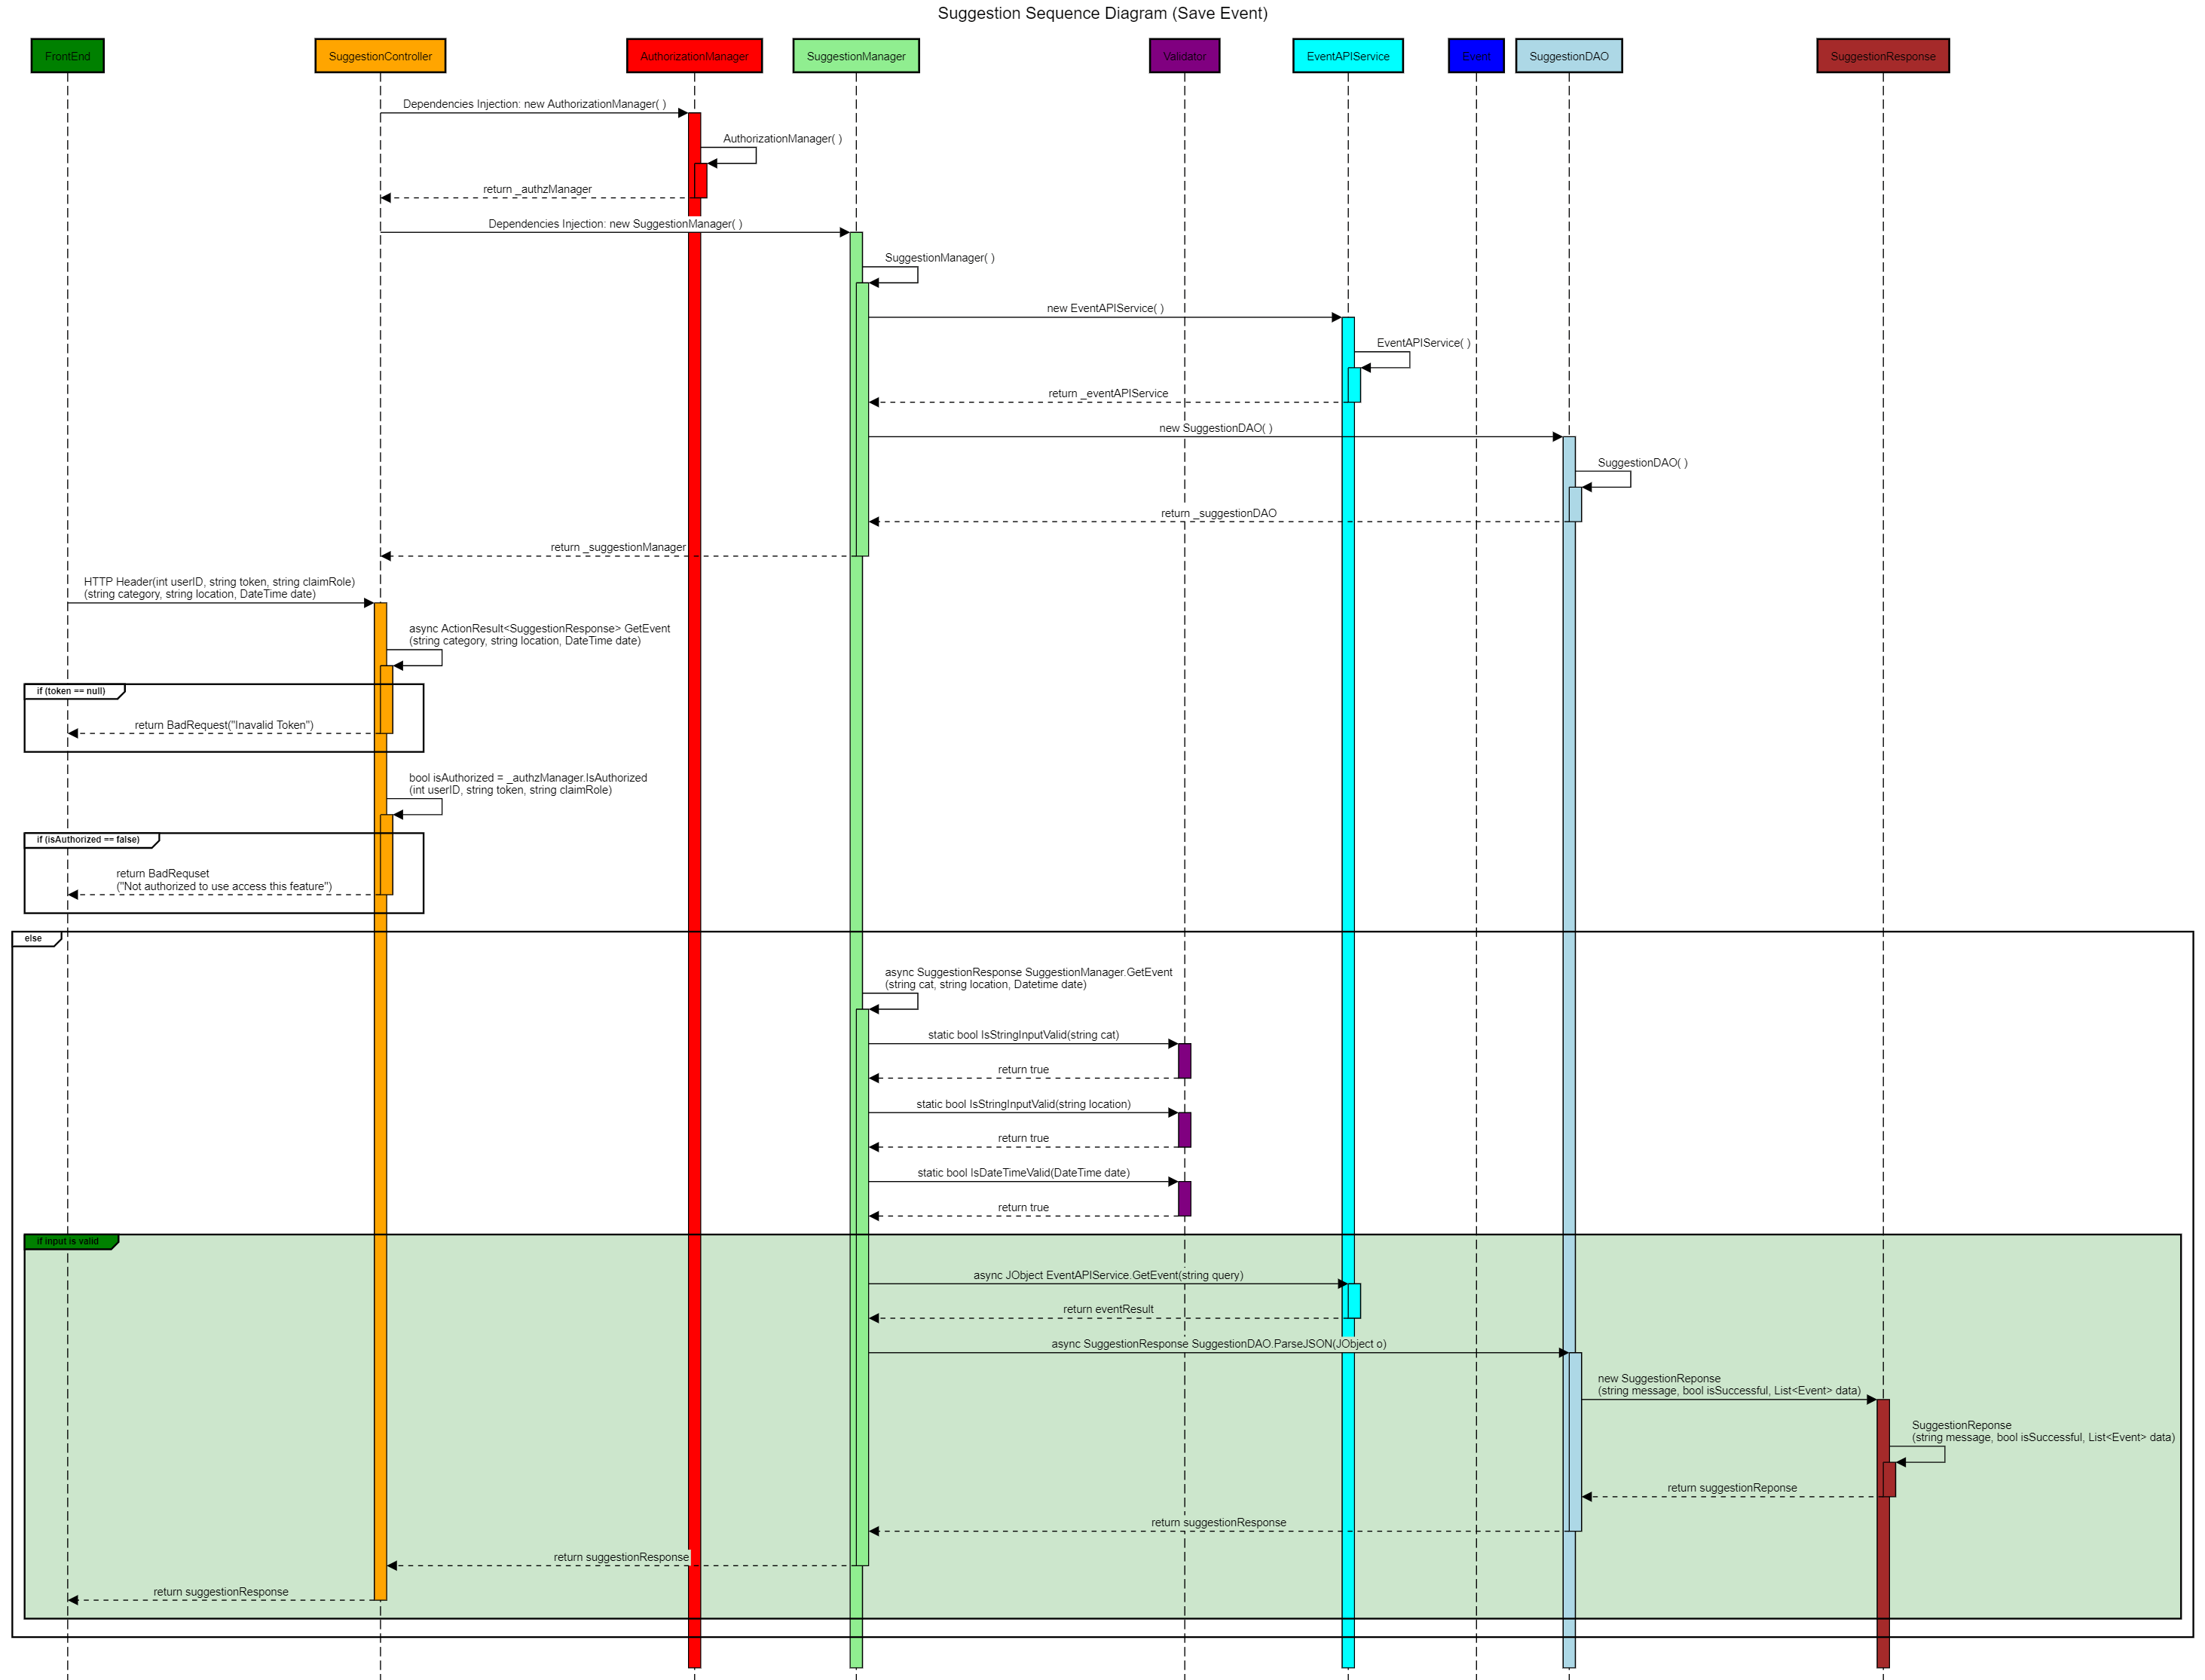 Suggestion Sequence Diagram (Save Event)
FrontEnd
SuggestionController
AuthorizationManager
SuggestionManager
Validator
EventAPIService
Event
SuggestionDAO
SuggestionResponse
Dependencies Injection: new AuthorizationManager( )
AuthorizationManager( )
return _authzManager
Dependencies Injection: new SuggestionManager( )
SuggestionManager( )
new EventAPIService( )
EventAPIService( )
return _eventAPIService
new SuggestionDAO( )
SuggestionDAO( )
return _suggestionDAO
return _suggestionManager
HTTP Header(int userID, string token, string claimRole)
(string category, string location, DateTime date)
async ActionResult<SuggestionResponse> GetEvent
(string category, string location, DateTime date)
if (token == null)
return BadRequest("Inavalid Token")
bool isAuthorized = _authzManager.IsAuthorized
(int userID, string token, string claimRole)
if (isAuthorized == false)
return BadRequset
("Not authorized to use access this feature")
else
async SuggestionResponse SuggestionManager.GetEvent
(string cat, string location, Datetime date)
static bool IsStringInputValid(string cat)
return true
static bool IsStringInputValid(string location)
return true
static bool IsDateTimeValid(DateTime date)
return true
if input is valid
async JObject EventAPIService.GetEvent(string query)
return eventResult
async SuggestionResponse SuggestionDAO.ParseJSON(JObject o)
new SuggestionReponse
(string message, bool isSuccessful, List<Event> data)
SuggestionReponse
(string message, bool isSuccessful, List<Event> data)
return suggestionReponse
return suggestionResponse
return suggestionResponse
return suggestionResponse